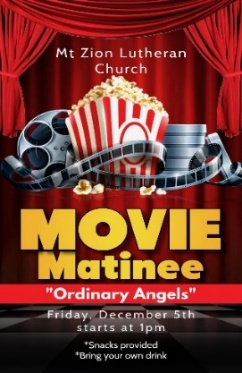 Mt Zion Lutheran
Church
MOVIE
Matinee
"Ordinary Angels"
Friday, December 5th
starts at 1pm
*Snacks provided
*Bring your own drink